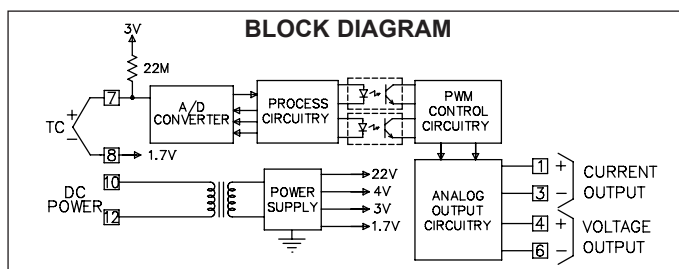 BLOCK DIAGRAM
3V
22M
7
TC
+
−
8
1.7V
A/D
CONVERTER
PROCESS
CIRCUITRY
PWM
CONTROL
CIRCUITRY
10
DC
POWER
12
POWER
SUPPLY
22V
4V
3V
1.7V
ANALOG
OUTPUT
CIRCUITRY
1 +
3 −
CURRENT
OUTPUT
4 +
6 −
VOLTAGE
OUTPUT